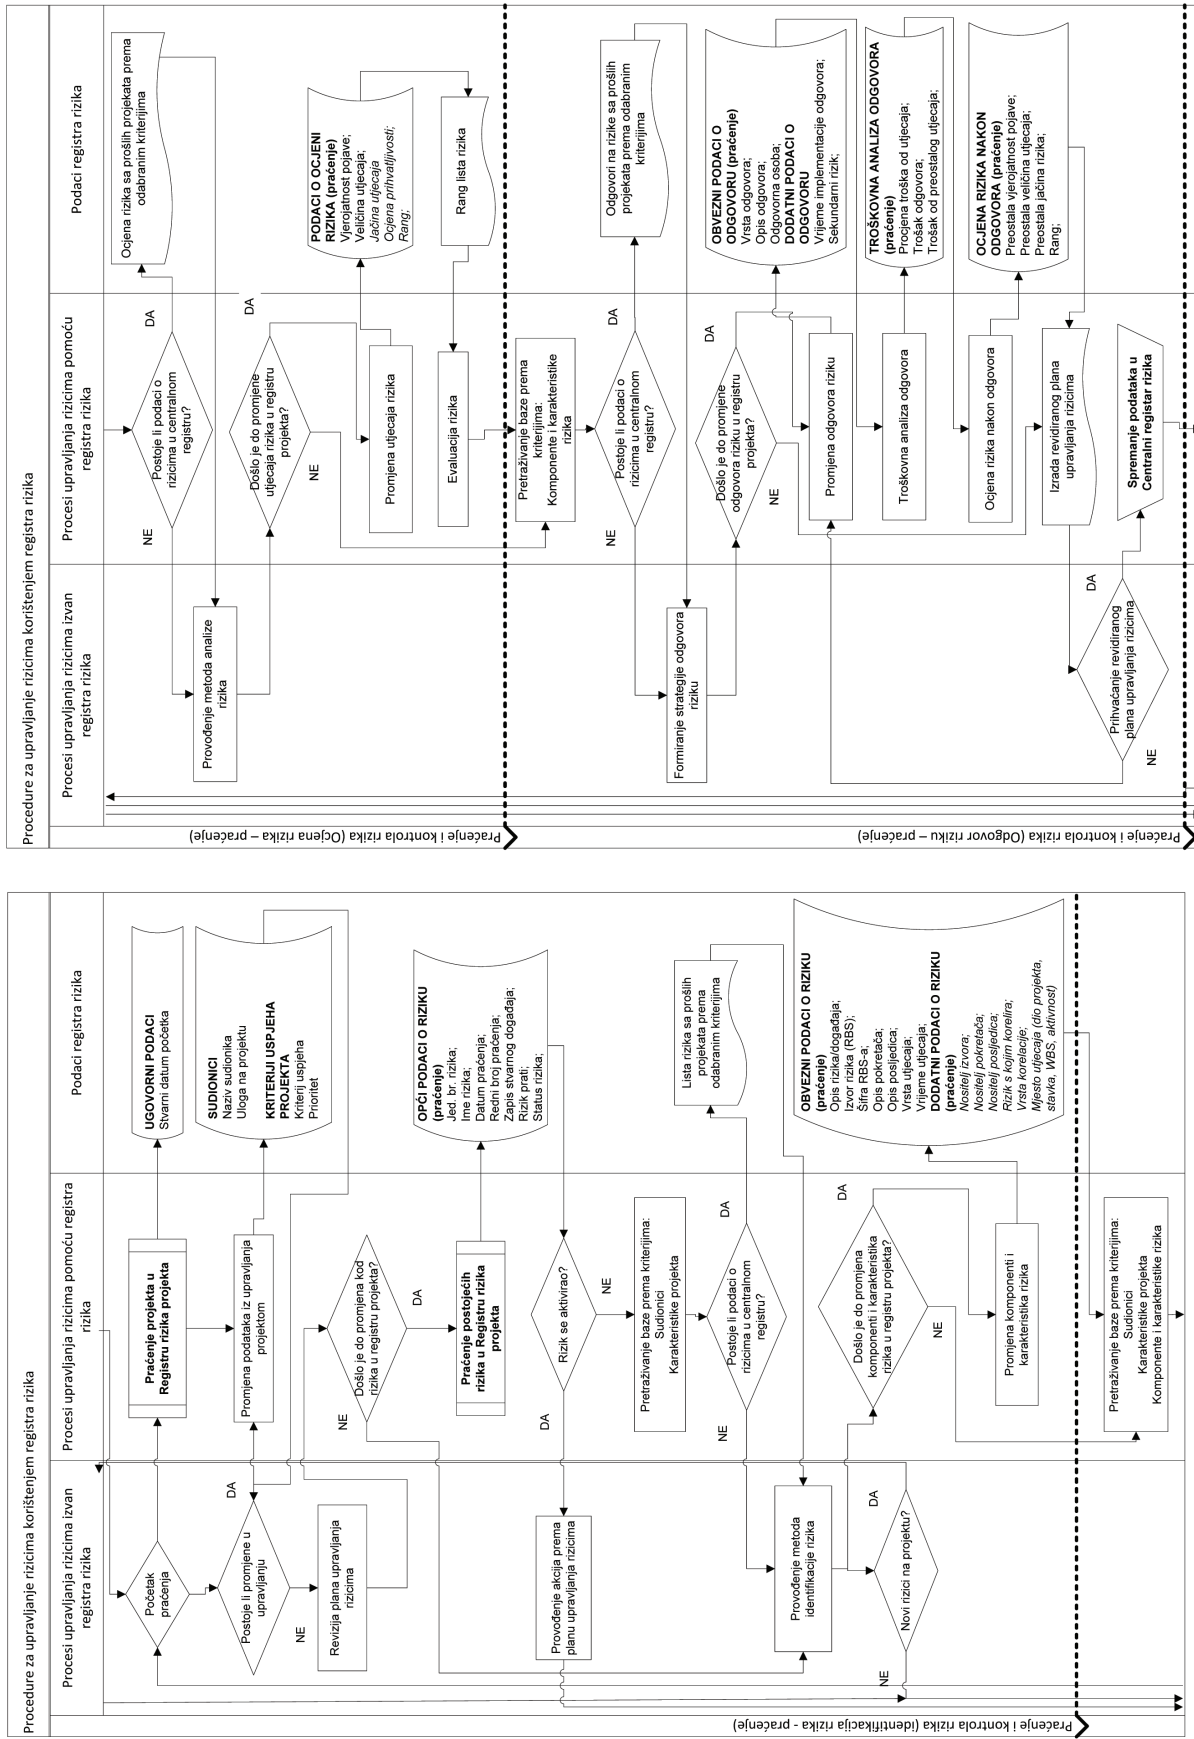 Procedure za upravljanje rizicima korištenjem registra rizika
Procesi upravljanja rizicima izvan
registra rizika
Procesi upravljanja rizicima pomoću registra
rizika
Podaci registra rizika
Praćenje i kontrola rizika (identifikacija rizika - praćenje)
Početak
praćenja
Praćenje projekta u
Registru rizika projekta
UGOVORNI PODACI
Stvarni datum početka
Postoje li promjene u
upravljanju
DA
NE
Promjena podataka iz upravljanja
projektom
SUDIONICI
Naziv sudionika
Uloga na projektu
KRITERIJI USPJEHA
PROJEKTA
Kriterij uspjeha
Prioritet
Revizija plana upravljanja
rizicima
Došlo je do promjena kod
rizika u registru projekta?
NE
DA
Praćenje postojećih
rizika u Registru rizika
projekta
OPĆI PODACI O RIZIKU
(praćenje)
Jed. br. rizika;
Ime rizika;
Datum praćenja;
Redni broj praćenja;
Zapis stvarnog događaja;
Rizik prati;
Status rizika;
Rizik se aktivirao?
DA
NE
Provođenje akcija prema
planu upravljanja rizicima
Pretraživanje baze prema kriterijima:
Sudionici
Karakteristike projekta
Postoje li podaci o
rizicima u centralnom
registru?
NE
DA
Lista rizika sa prošlih
projekata prema
odabranim kriterijima
Provođenje metoda
identifikacije rizika
Došlo je do promjena
komponenti i karakteristika
rizika u registru projekta?
DA
NE
OBVEZNI PODACI O RIZIKU
(praćenje)
Opis rizika/događaja;
Izvor rizika (RBS);
Šifra RBS-a;
Opis pokretača;
Opis posljedica;
Vrsta utjecaja;
Vrijeme utjecaja;
DODATNI PODACI O RIZIKU
(praćenje)
Nositelj izvora;
Nositelj pokretača;
Nositelj posljedica;
Rizik s kojim korelira;
Vrsta korelacije;
Mjesto utjecaja (dio projekta,
stavka, WBS, aktivnost)
Novi rizici na projektu?
NE
DA
Promjena komponenti i
karakteristika rizika
Pretraživanje baze prema kriterijima:
Sudionici
Karakteristike projekta
Komponente i karakteristike rizika
Procedure za upravljanje rizicima korištenjem registra rizika
Procesi upravljanja rizicima izvan
registra rizika
Procesi upravljanja rizicima pomoću
registra rizika
Podaci registra rizika
Praćenje i kontrola rizika (Ocjena rizika – praćenje)
Postoje li podaci o
rizicima u centralnom
registru?
NE
DA
Ocjena rizika sa prošlih projekata prema
odabranim kriterijima
Provođenje metoda analize
rizika
Došlo je do promjene
utjecaja rizika u registru
projekta?
DA
NE
PODACI O OCJENI
RIZIKA (praćenje)
Vjerojatnost pojave;
Veličina utjecaja;
Jačina utjecaja
Ocjena prihvatljivosti;
Rang;
Promjena utjecaja rizika
Evaluacija rizika
Rang lista rizika
Praćenje i kontrola rizika (Odgovor riziku – praćenje)
Pretraživanje baze prema
kriterijima:
Komponente i karakteristike
rizika
Postoje li podaci o
rizicima u centralnom
registru?
NE
DA
Odgovori na rizike sa prošlih
projekata prema odabranim
kriterijima
Formiranje strategije odgovora
riziku
Došlo je do promjene
odgovora riziku u registru
projekta?
DA
NE
OBVEZNI PODACI O
ODGOVORU (praćenje)
Vrsta odgovora;
Opis odgovora;
Odgovorna osoba;
DODATNI PODACI O
ODGOVORU
Vrijeme implementacije odgovora;
Sekundarni rizik;
Promjena odgovora riziku
TROŠKOVNA ANALIZA ODGOVORA
(praćenje)
Procjena troška od utjecaja;
Trošak odgovora;
Trošak od preostalog utjecaja;
Troškovna analiza odgovora
OCJENA RIZIKA NAKON
ODGOVORA (praćenje)
Preostala vjerojatnost pojave;
Preostala veličina utjecaja;
Preostala jačina rizika;
Rang;
Ocjena rizika nakon odgovora
Izrada revidiranog plana
upravljanja rizicima
Prihvaćanje revidiranog
plana upravljanja rizicima
NE
DA
Spremanje podataka u
Centralni registar rizika